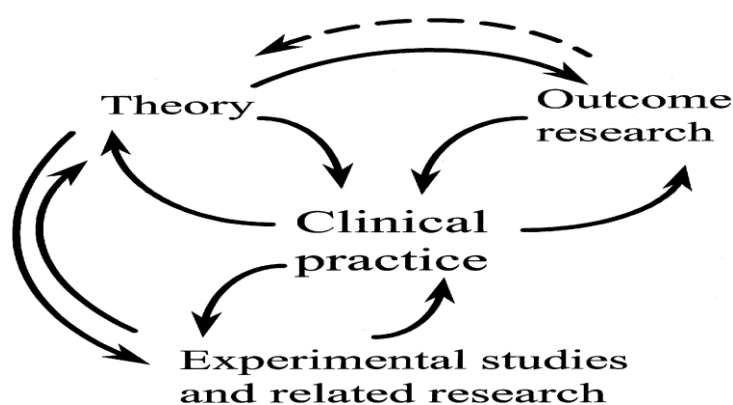 Theory
Outcome
research
Clinical
practice
Experimental studies
and related research